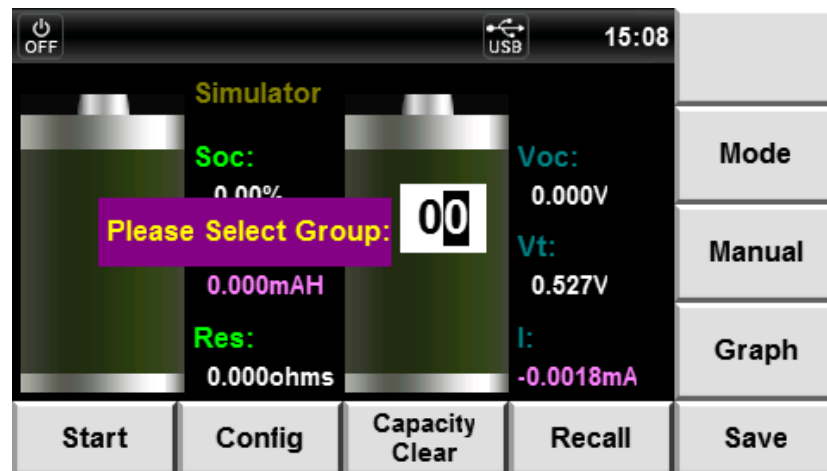 OFF
USB
15:08
Simulator
Soc:
0.00%
Please Select Group:
00
0.000mAH
Res:
0.000ohms
Voc:
0.000V
Vt:
0.527V
I:
-0.0018mA
Mode
Manual
Graph
Start
Config
Capacity
Clear
Recall
Save